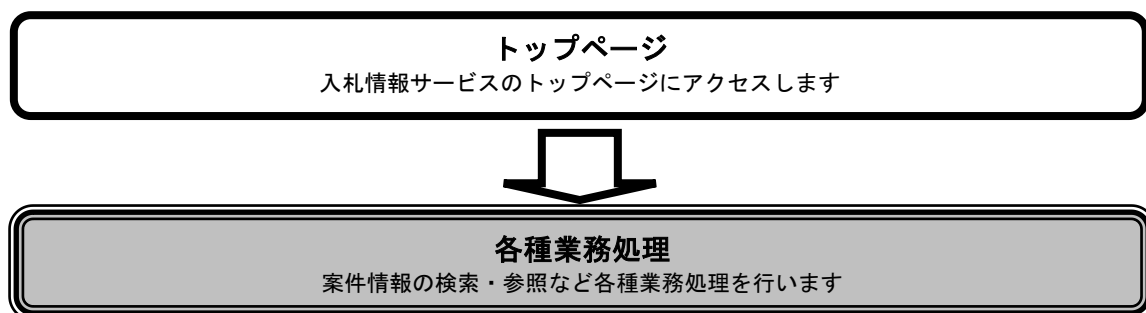 トップページ
入札情報サービスのトップページにアクセスします
各種業務処理
案件情報の検索・参照など各種業務処理を行います